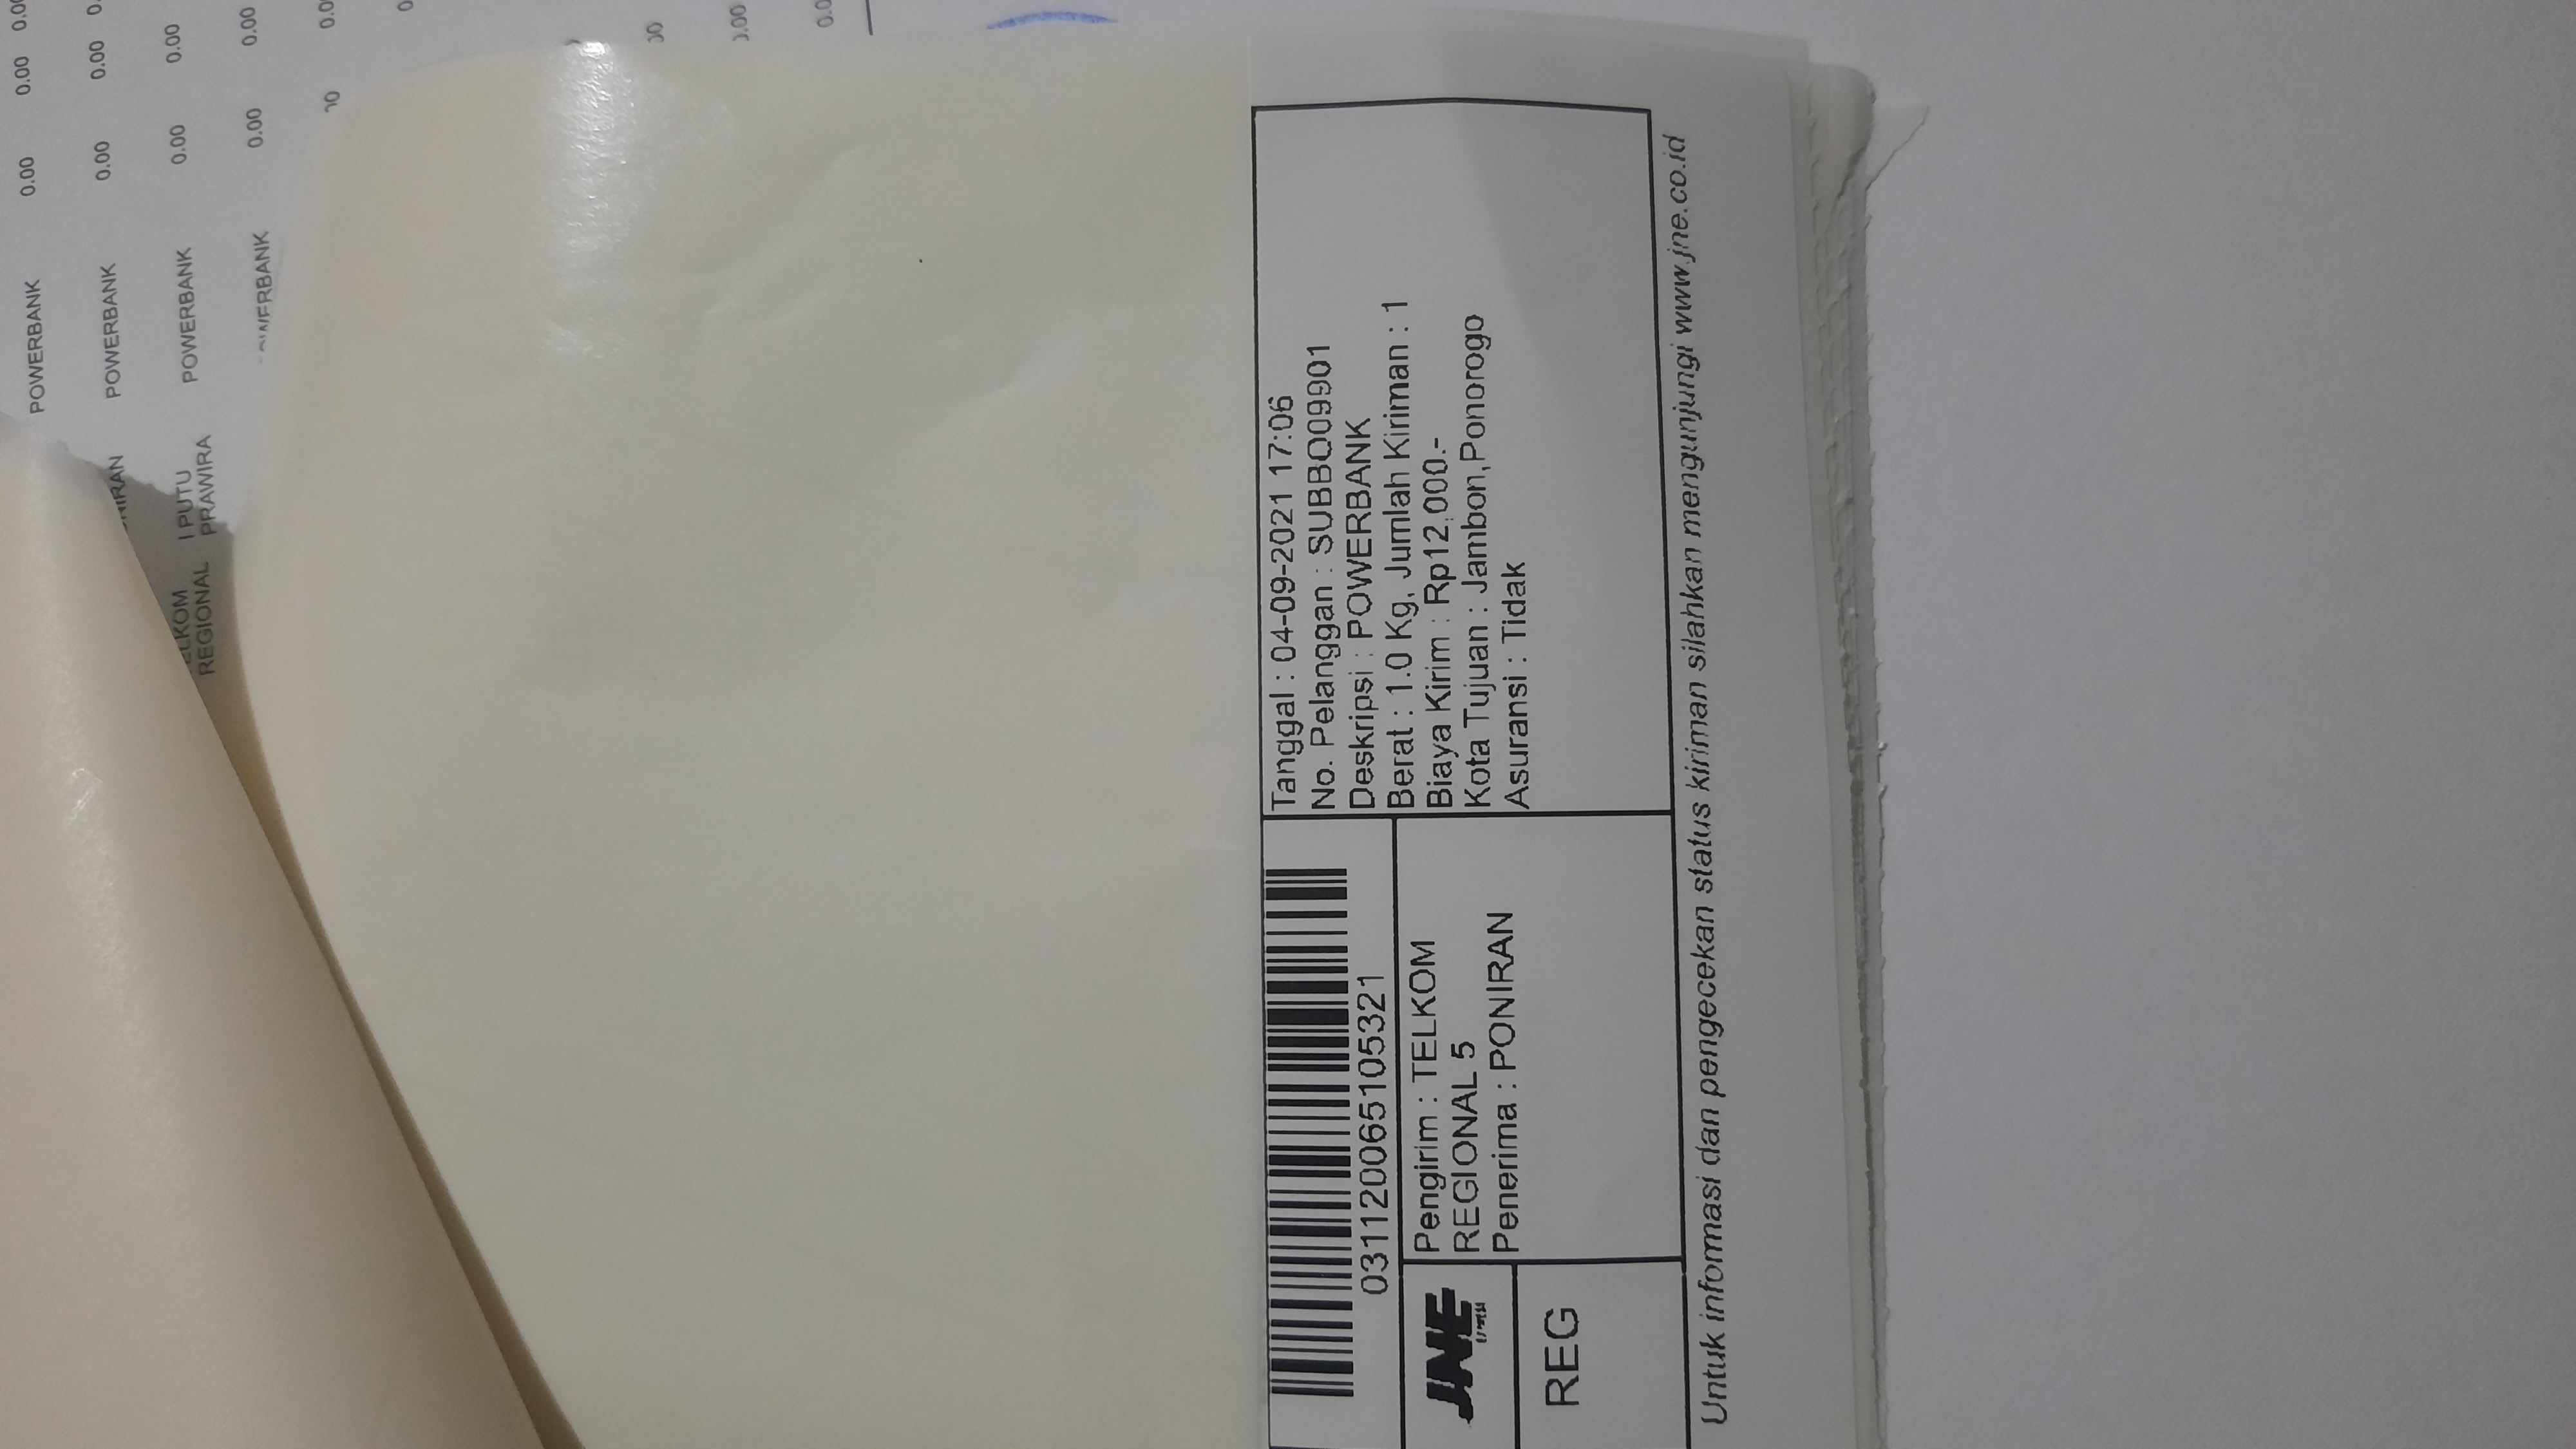 POWERBANK 0.00 0.00
POWERBANK 0.00 0.00
TELKOM REGIONAL I PUTU PRAWIRA POWERBANK 0.00 0.00
0.00 0.00
031120065105321
JNE
REG
Pengirim : TELKOM
REGIONAL 5
Penerima : PONIRAN
Tanggal : 04-09-2021 17:06
No. Pelanggan : SUBBO09901
Deskripsi : POWERBANK
Berat : 1.0 Kg, Jumlah Kiriman : 1
Biaya Kirim : Rp12,000.-
Kota Tujuan : Jambon,Ponorogo
Asuransi : Tidak
Untuk informasi dan pengecekan status kiriman silahkan mengunjungi www.jne.co.id